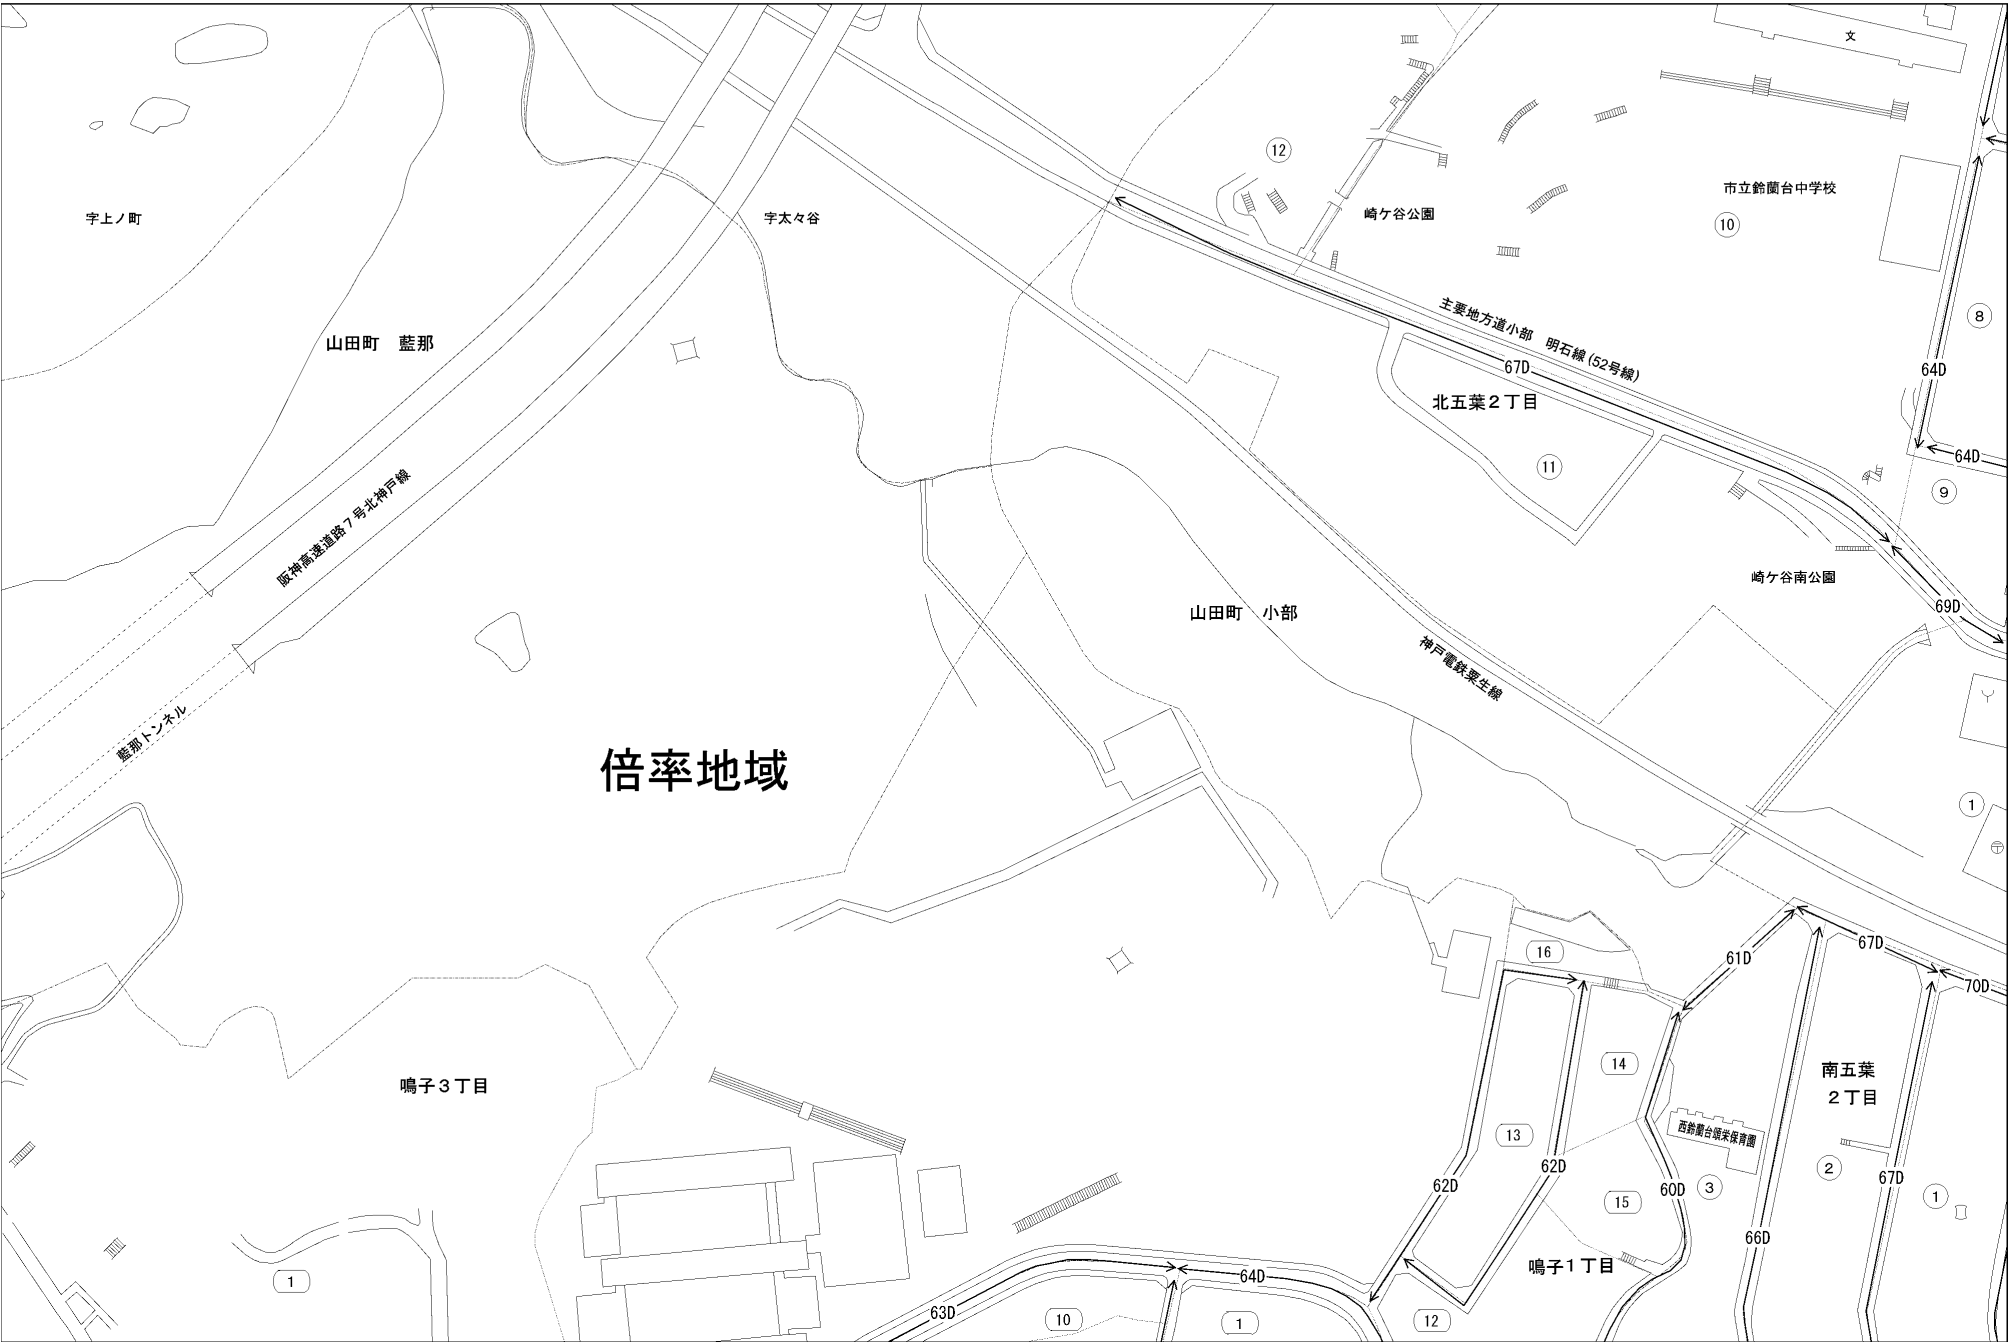 文
12
字上ノ町
字太々谷
崎ケ谷公園
市立鈴蘭台中学校
10
8
主要地方道小部　明石線(52号線)
山田町　藍那
67D
64D
北五葉2丁目
64D
11
9
阪神高速道路7号北神戸線
崎ケ谷南公園
山田町　小部
69D
神戸電鉄粟生線
藍那トンネル
倍率地域
1
16
61D
67D
70D
鳴子3丁目
14
南五葉
2丁目
13
西鈴蘭台頌栄保育園
62D
62D
60D
3
2
67D
1
15
66D
鳴子1丁目
1
64D
63D
10
1
12